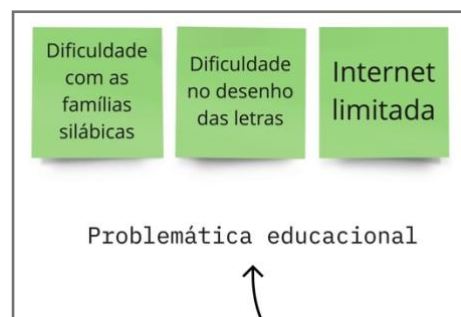 Dificuldade
com as
famílias
silábicas
Dificuldade
no desenho
das letras
Internet
limitada
Problemática educacional